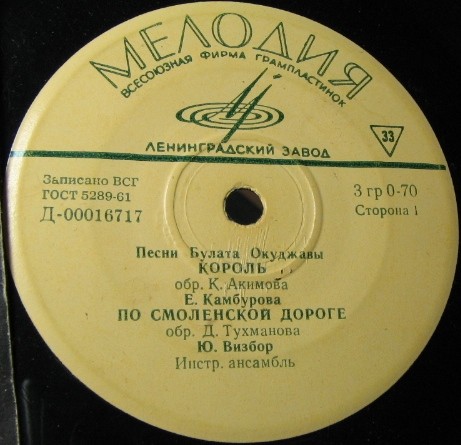 МЕЛОДИЯ
ВСЕСОЮЗНАЯ ФИРМА ГРАМПЛАСТИНОК
ЛЕНИНГРАДСКИЙ ЗАВОД
33
Записано ВСГ
ГОСТ 5289-61
Д-00016717
3 гр 0-70
Сторона 1
Песни Булата Окуджавы
КОРОЛЬ
обр. К. Акимова
Е. Камбурова
ПО СМОЛЕНСКОЙ ДОРОГЕ
обр. Д. Тухманова
Ю. Визбор
Инстр. ансамбль